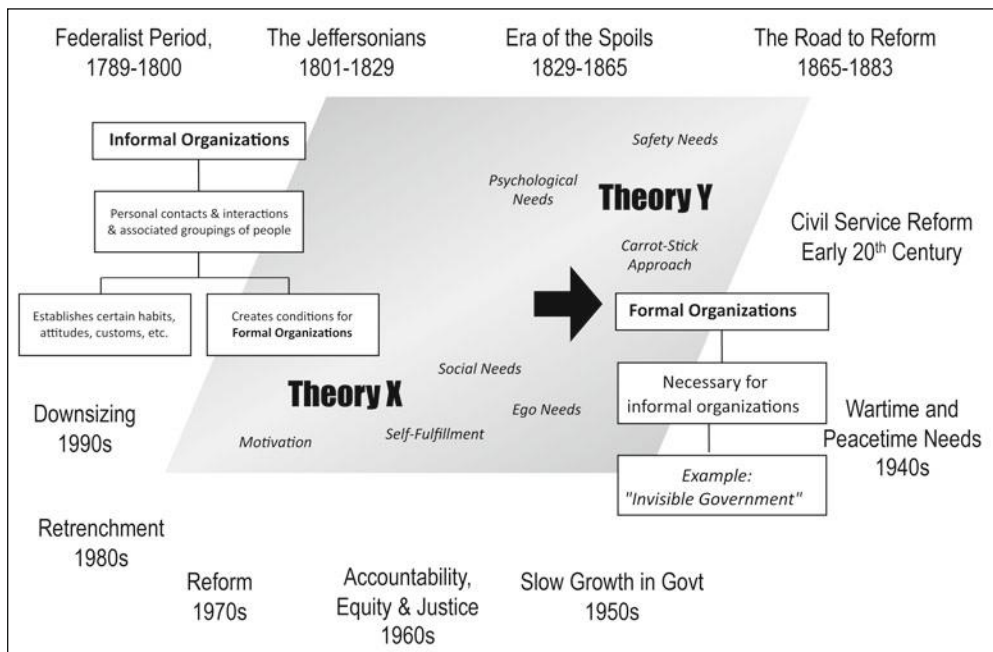 Federalist Period,
1789-1800
The Jeffersonians
1801-1829
Era of the Spoils
1829-1865
The Road to Reform
1865-1883
Informal Organizations
Personal contacts & interactions
& associated groupings of people
Establishes certain habits,
attitudes, customs, etc.
Creates conditions for
Formal Organizations
Safety Needs
Psychological
Needs
Theory Y
Carrot-Stick
Approach
Civil Service Reform
Early 20th Century
Formal Organizations
Necessary for
informal organizations
Example:
"Invisible Government"
Theory X
Social Needs
Ego Needs
Self-Fulfillment
Motivation
Wartime and
Peacetime Needs
1940s
Downsizing
1990s
Retrenchment
1980s
Reform
1970s
Accountability,
Equity & Justice
1960s
Slow Growth in Govt
1950s